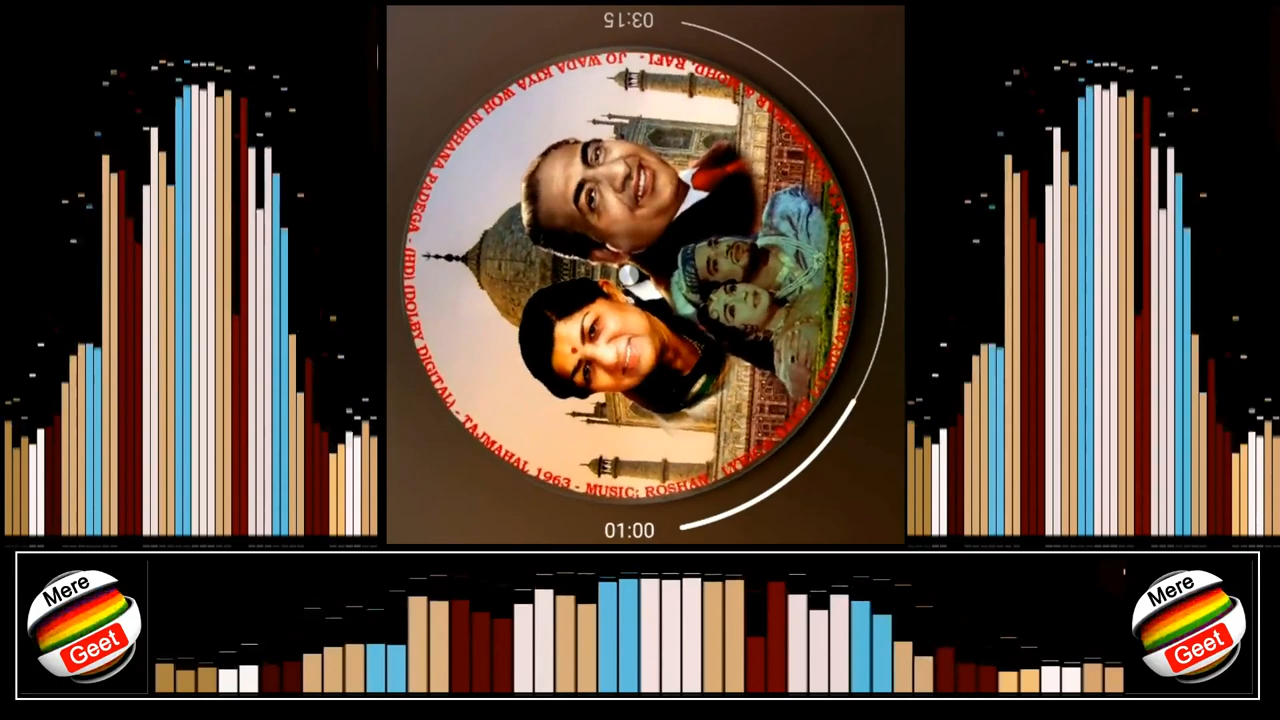 03:15
JO WADA KIYA WOH NIBHANA PADEGA - (HD) (DOLBY DIGITAL) - TAJMAHAL 1963 - MUSIC: ROSHAN
& MOHD. RAFI -
01:00
Mere
Geet
Mere
Geet